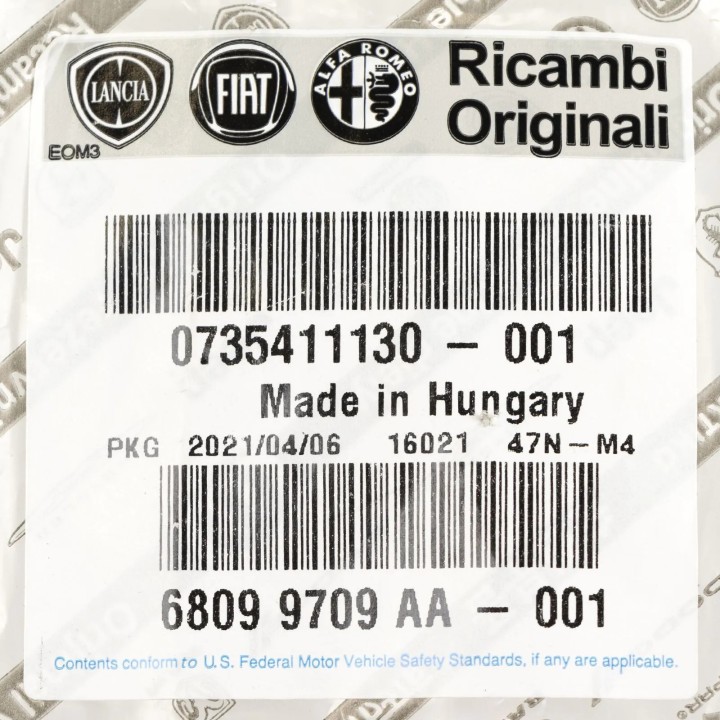 LANCIA FIAT ALFA ROMEO
Ricambi
Originali
EOM3
0735411130 - 001
Made in Hungary
PKG 2021/04/06 16021 47N-M4
6809 9709 AA - 001
Contents conform to U.S. Federal Motor Vehicle Safety Standards, if any are applicable.